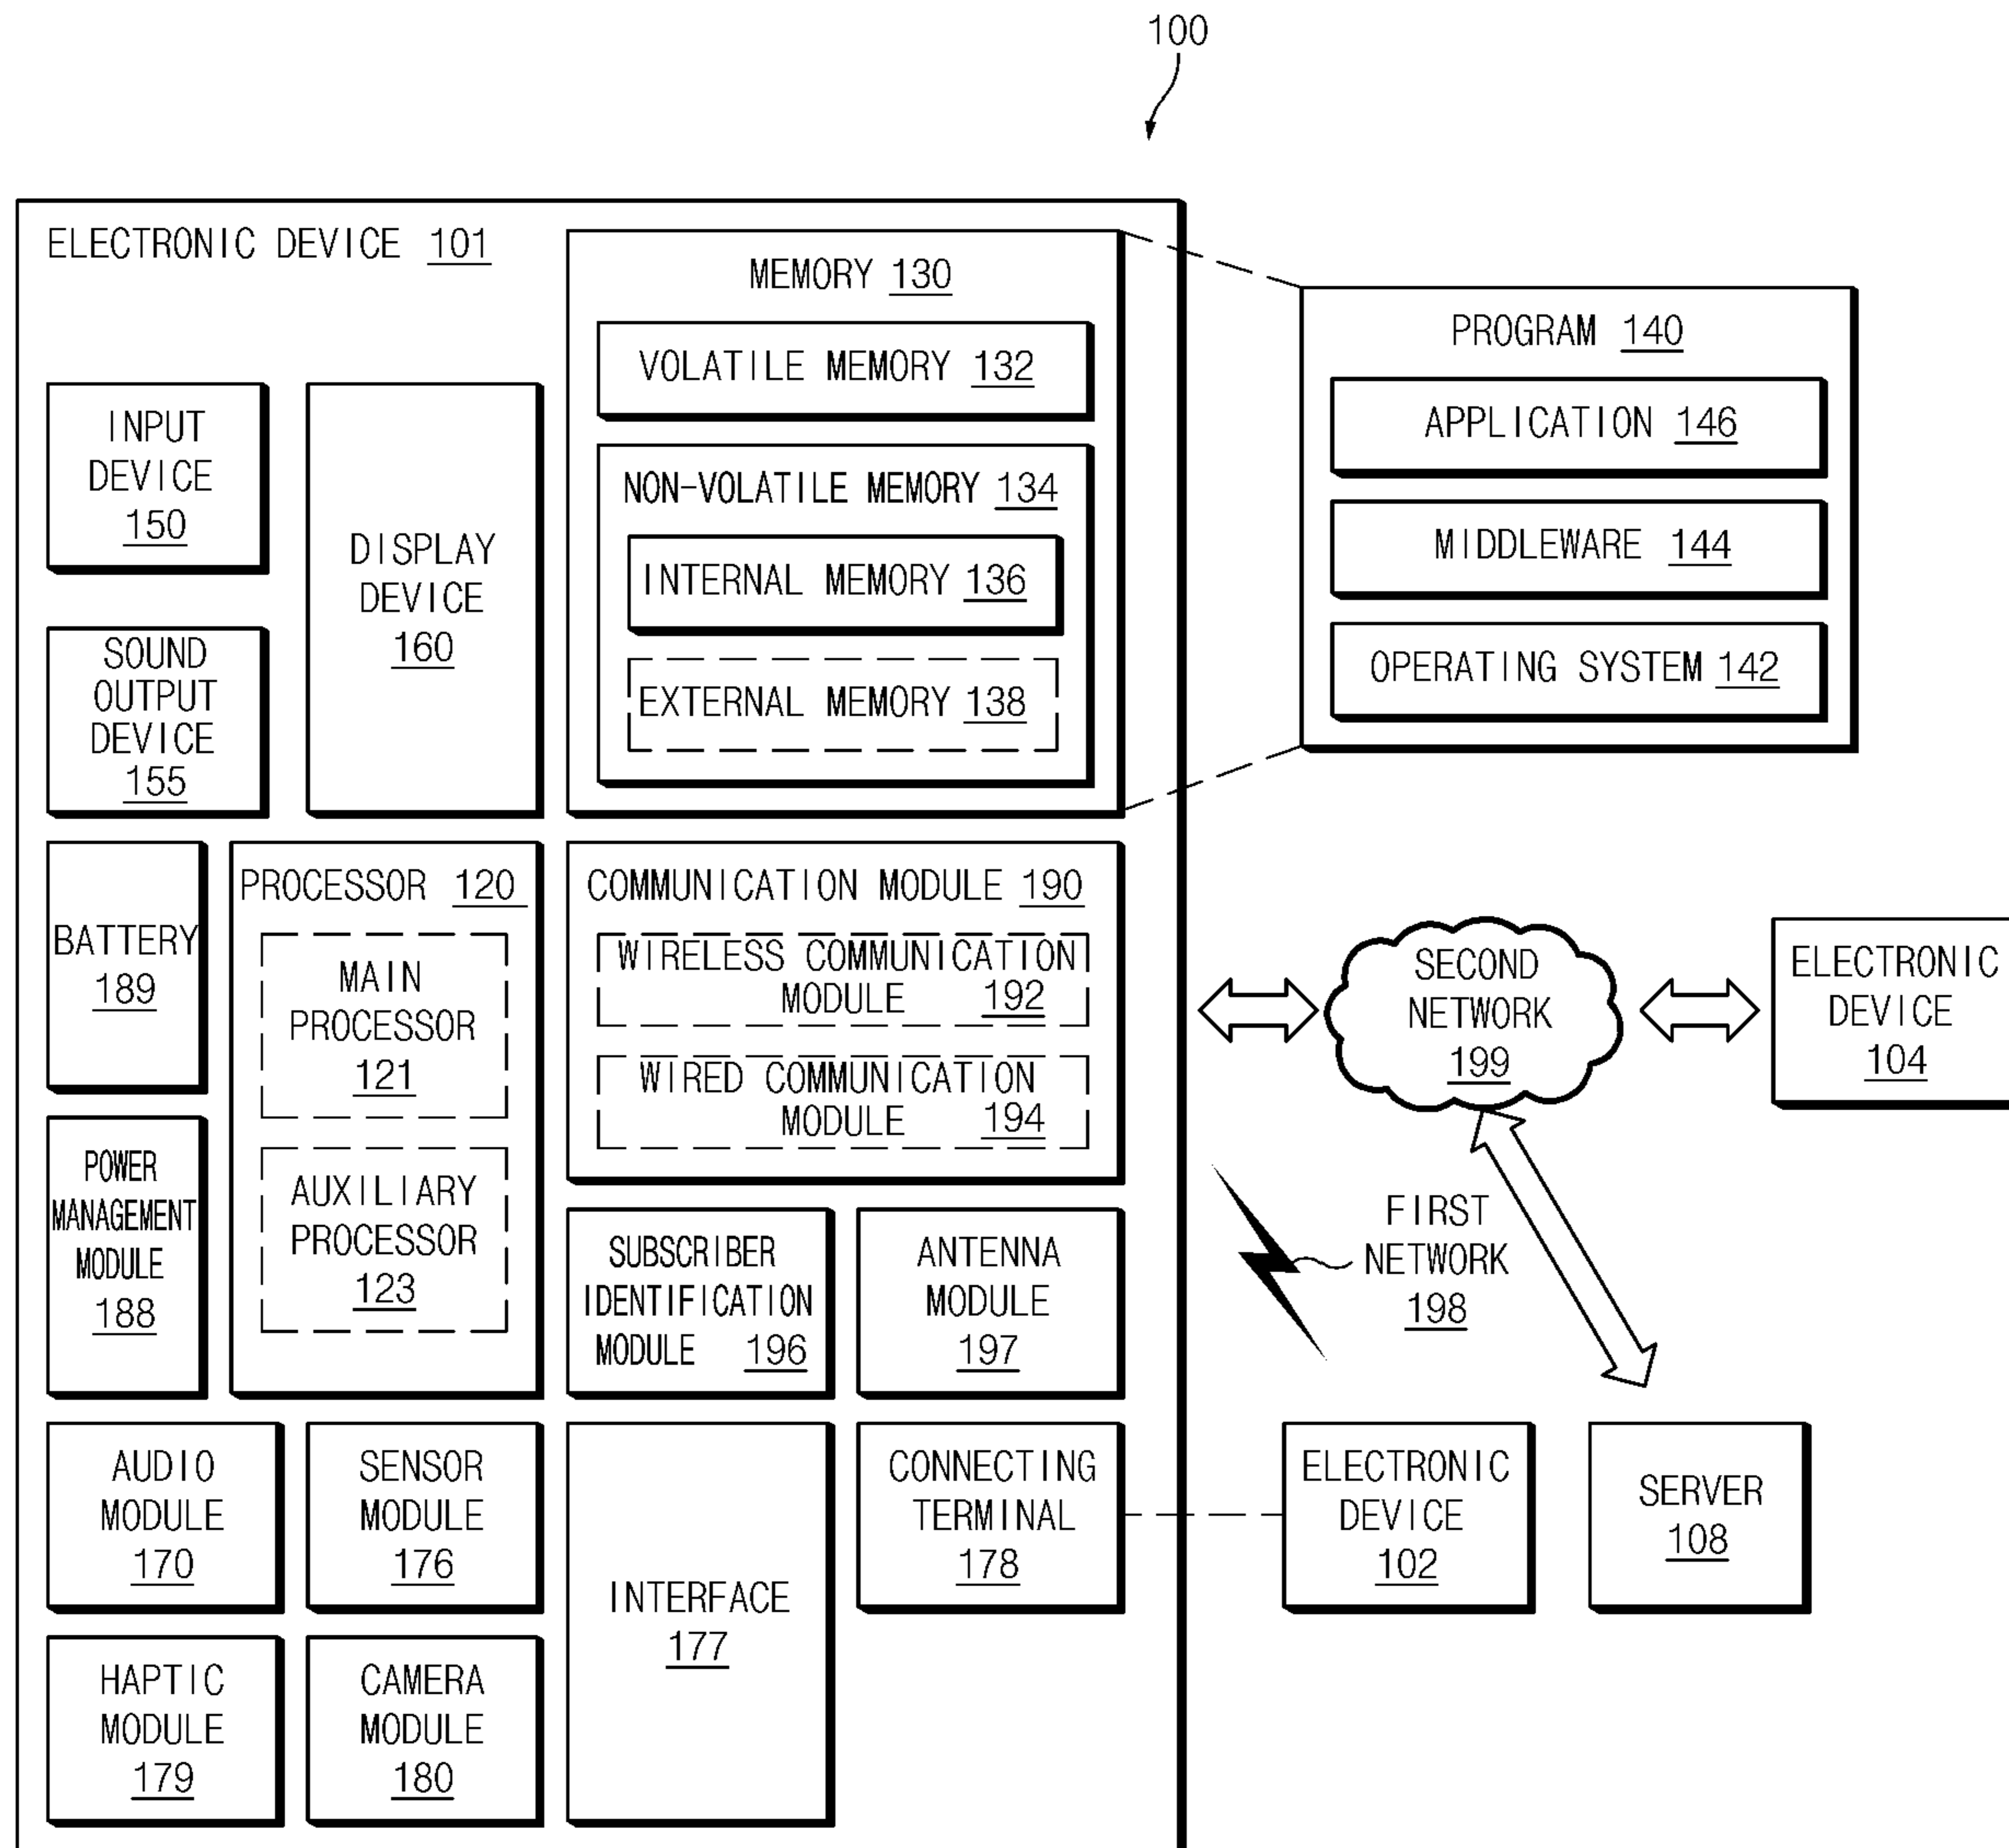 100
ELECTRONIC DEVICE 101
MEMORY 130
VOLATILE MEMORY 132
NON-VOLATILE MEMORY 134
INTERNAL MEMORY 136
EXTERNAL MEMORY 138
PROGRAM 140
APPLICATION 146
MIDDLEWARE 144
OPERATING SYSTEM 142
INPUT
DEVICE
150
DISPLAY
DEVICE
160
SOUND
OUTPUT
DEVICE
155
BATTERY
189
PROCESSOR 120
MAIN
PROCESSOR
121
AUXILIARY
PROCESSOR
123
COMMUNICATION MODULE 190
WIRELESS COMMUNICATION
MODULE 192
WIRED COMMUNICATION
MODULE 194
SECOND
NETWORK
199
ELECTRONIC
DEVICE
104
POWER
MANAGEMENT
MODULE
188
SUBSCRIBER
IDENTIFICATION
MODULE 196
ANTENNA
MODULE
197
FIRST
NETWORK
198
AUDIO
MODULE
170
SENSOR
MODULE
176
INTERFACE
177
CONNECTING
TERMINAL
178
ELECTRONIC
DEVICE
102
SERVER
108
HAPTIC
MODULE
179
CAMERA
MODULE
180